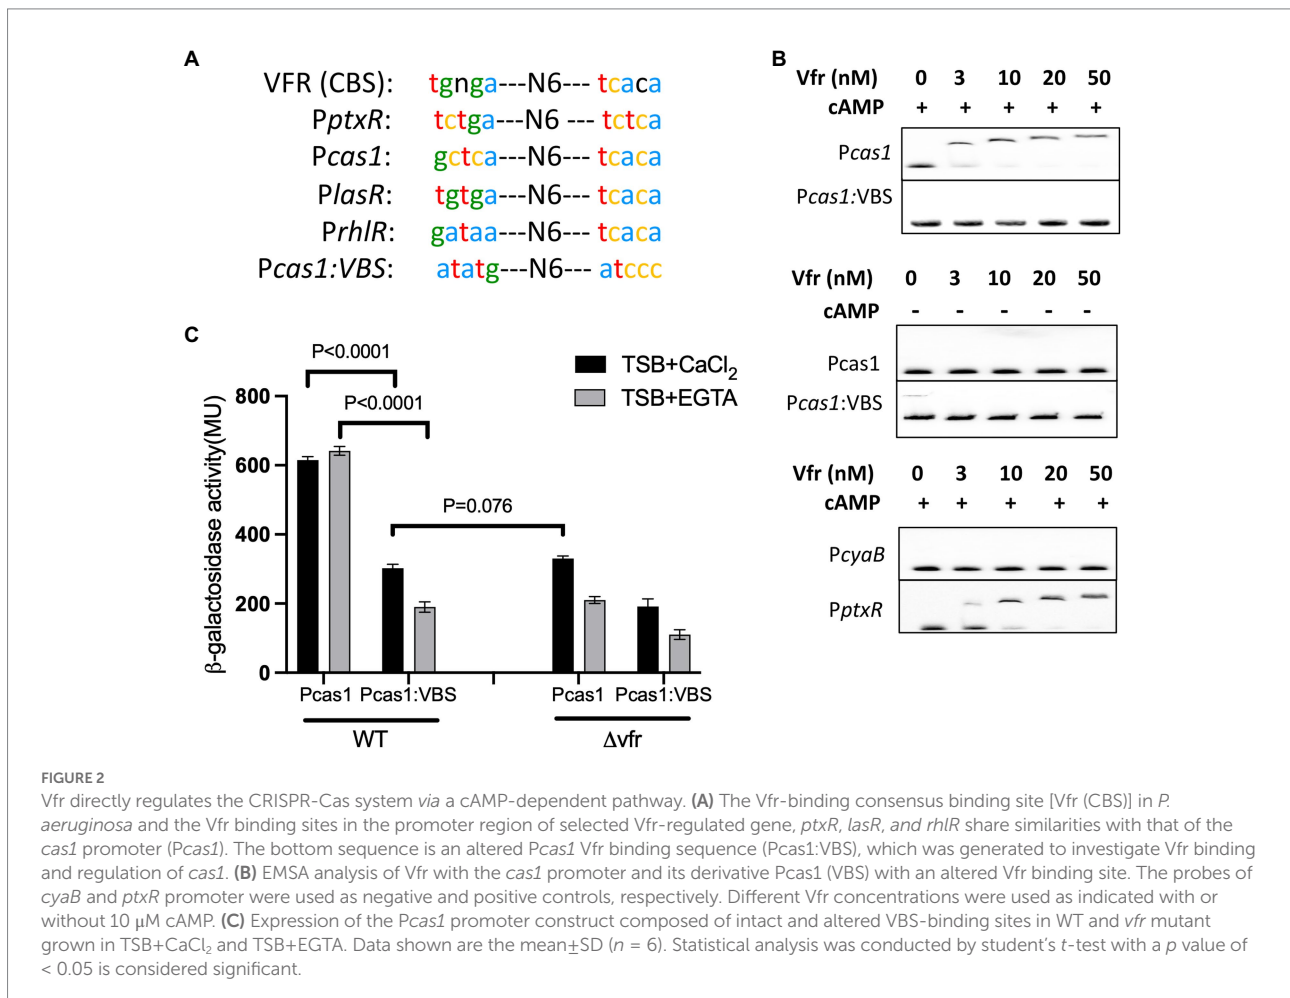 A
VFR (CBS): tgnga---N6--- tcaca
PptxR: tctga---N6 --- tctca
Pcas1: gctca---N6--- tcaca
PlasR: tgtga---N6--- tcaca
PrhlR: gataa---N6--- tcaca
Pcas1:VBS: atatg---N6--- atccc
B
Vfr (nM) 0 3 10 20 50
cAMP + + + + +
Pcas1
Pcas1:VBS
Vfr (nM) 0 3 10 20 50
cAMP - - - - -
Pcas1
Pcas1:VBS
Vfr (nM) 0 3 10 20 50
cAMP + + + + +
PcyaB
PptxR
C
P<0.0001
P<0.0001
P=0.076
TSB+CaCl₂
TSB+EGTA
β-galactosidase activity(MU)
800
600
400
200
0
Pcas1 Pcas1:VBS Pcas1 Pcas1:VBS
WT Δvfr
FIGURE 2
Vfr directly regulates the CRISPR-Cas system via a cAMP-dependent pathway. (A) The Vfr-binding consensus binding site [Vfr (CBS)] in P.
aeruginosa and the Vfr binding sites in the promoter region of selected Vfr-regulated gene, ptxR, lasR, and rhlR share similarities with that of the
cas1 promoter (Pcas1). The bottom sequence is an altered Pcas1 Vfr binding sequence (Pcas1:VBS), which was generated to investigate Vfr binding
and regulation of cas1. (B) EMSA analysis of Vfr with the cas1 promoter and its derivative Pcas1 (VBS) with an altered Vfr binding site. The probes of
cyaB and ptxR promoter were used as negative and positive controls, respectively. Different Vfr concentrations were used as indicated with or
without 10 μM cAMP. (C) Expression of the Pcas1 promoter construct composed of intact and altered VBS-binding sites in WT and vfr mutant
grown in TSB+CaCl₂ and TSB+EGTA. Data shown are the mean±SD (n = 6). Statistical analysis was conducted by student's t-test with a p value of
< 0.05 is considered significant.